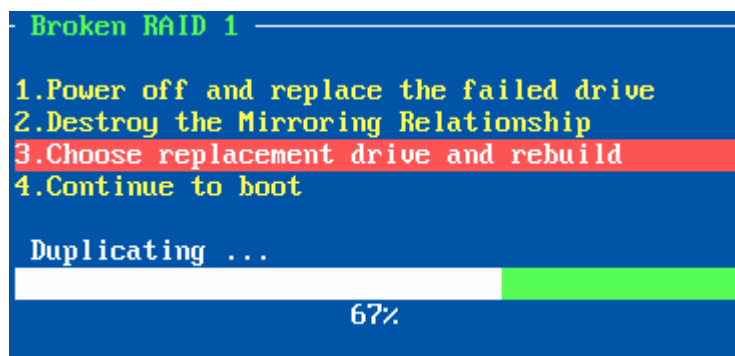 Broken RAID 1
1.Power off and replace the failed drive
2.Destroy the Mirroring Relationship
3.Choose replacement drive and rebuild
4.Continue to boot
Duplicating ...
67%